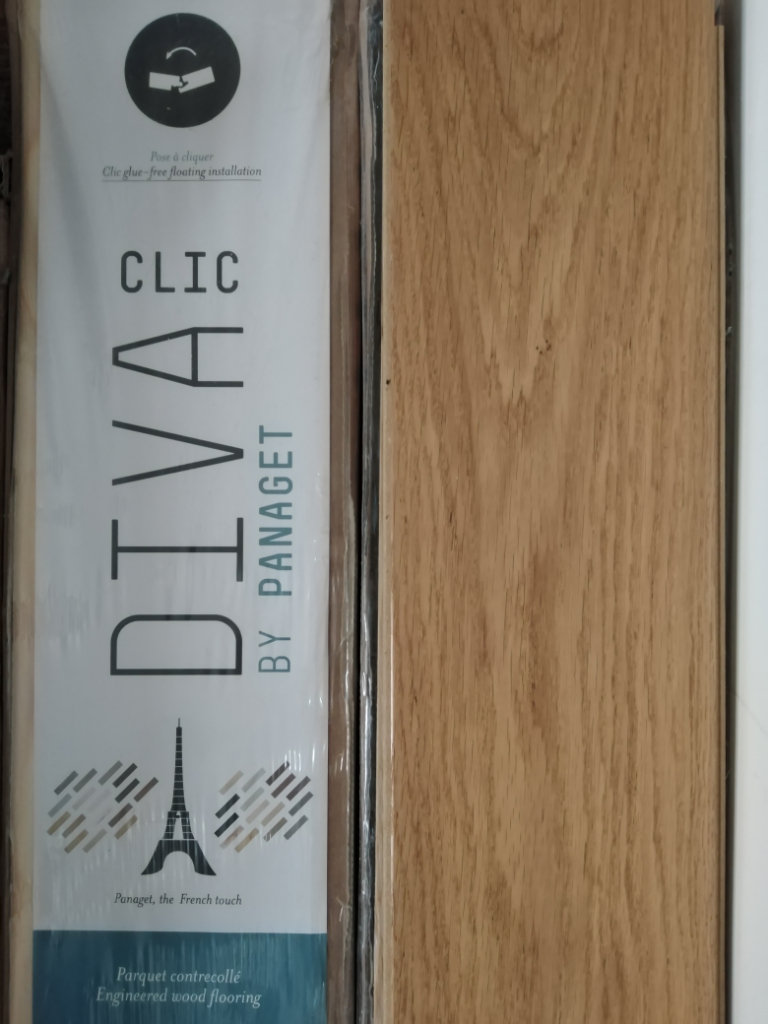 Pose à cliquer
Clic glue-free floating installation
CLIC
DIVA
BY PANAGET
Panaget, the French touch
Parquet contrecollé
Engineered wood flooring